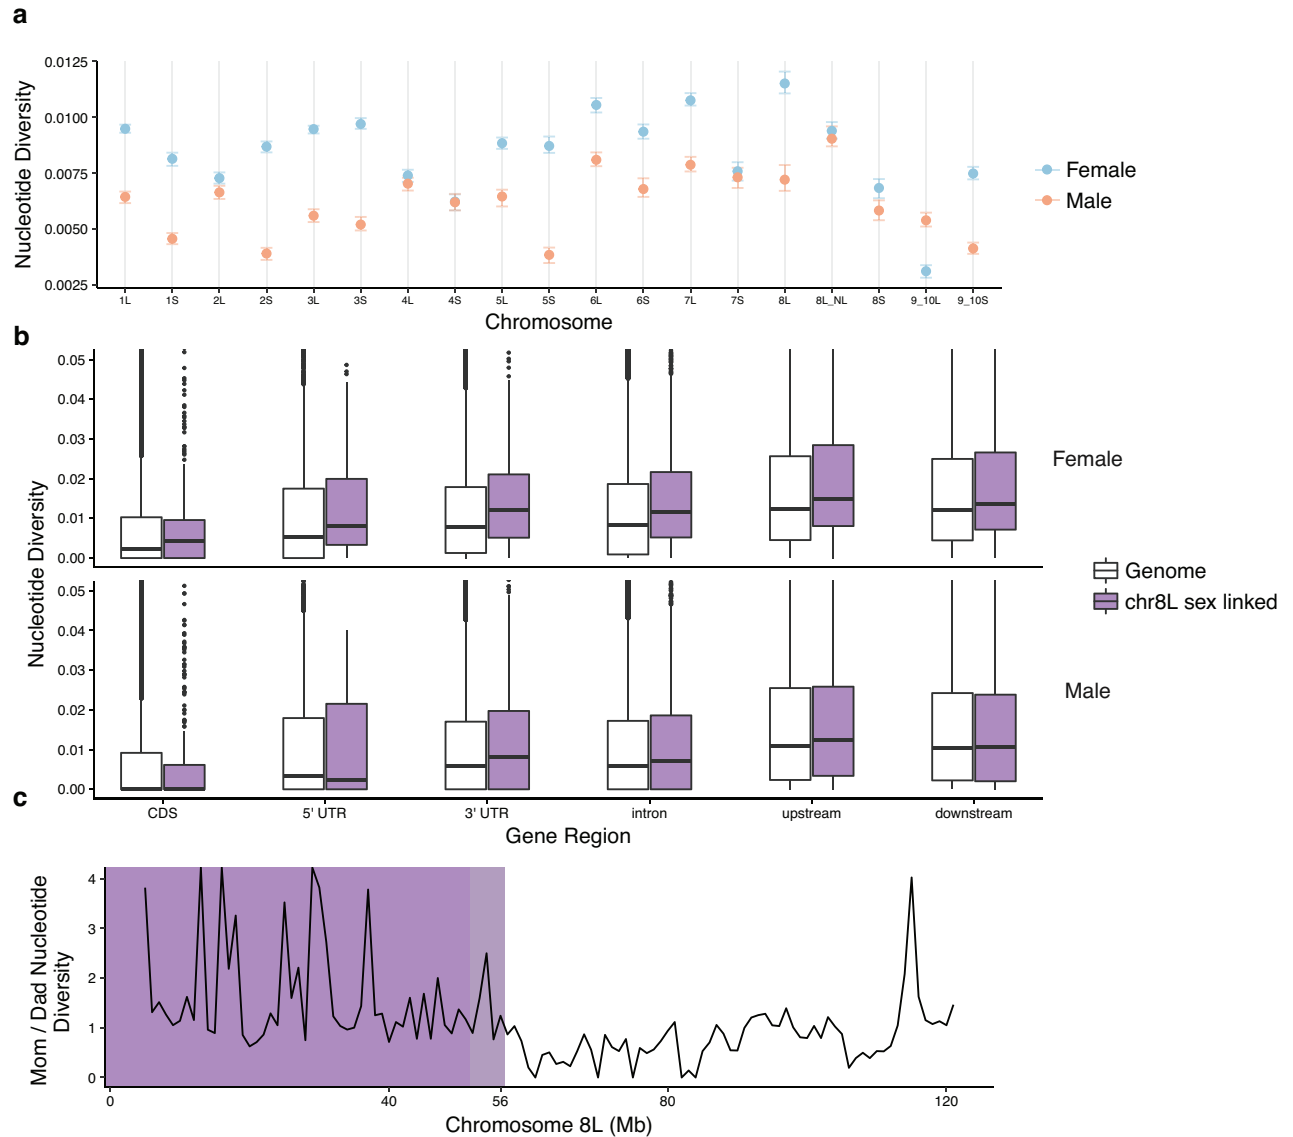 a
Nucleotide Diversity
0.0125
0.0100
0.0075
0.0050
0.0025
1L 1S 2L 2S 3L 3S 4L 4S 5L 5S 6L 6S 7L 7S 8L 8L_NL 8S 9_10L 9_10S
Chromosome
Female
Male
b
Nucleotide Diversity
0.05
0.04
0.03
0.02
0.01
0.00
Female
0.05
0.04
0.03
0.02
0.01
0.00
Male
Genome
chr8L sex linked
CDS 5' UTR 3' UTR intron upstream downstream
Gene Region
c
Mom / Dad Nucleotide
Diversity
4
3
2
1
0
0 40 56 80 120
Chromosome 8L (Mb)